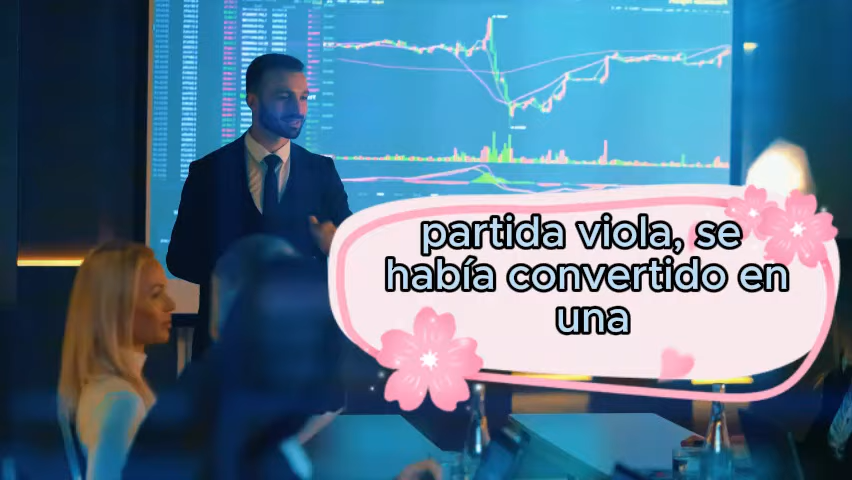 partida viola, se
había convertido en
una